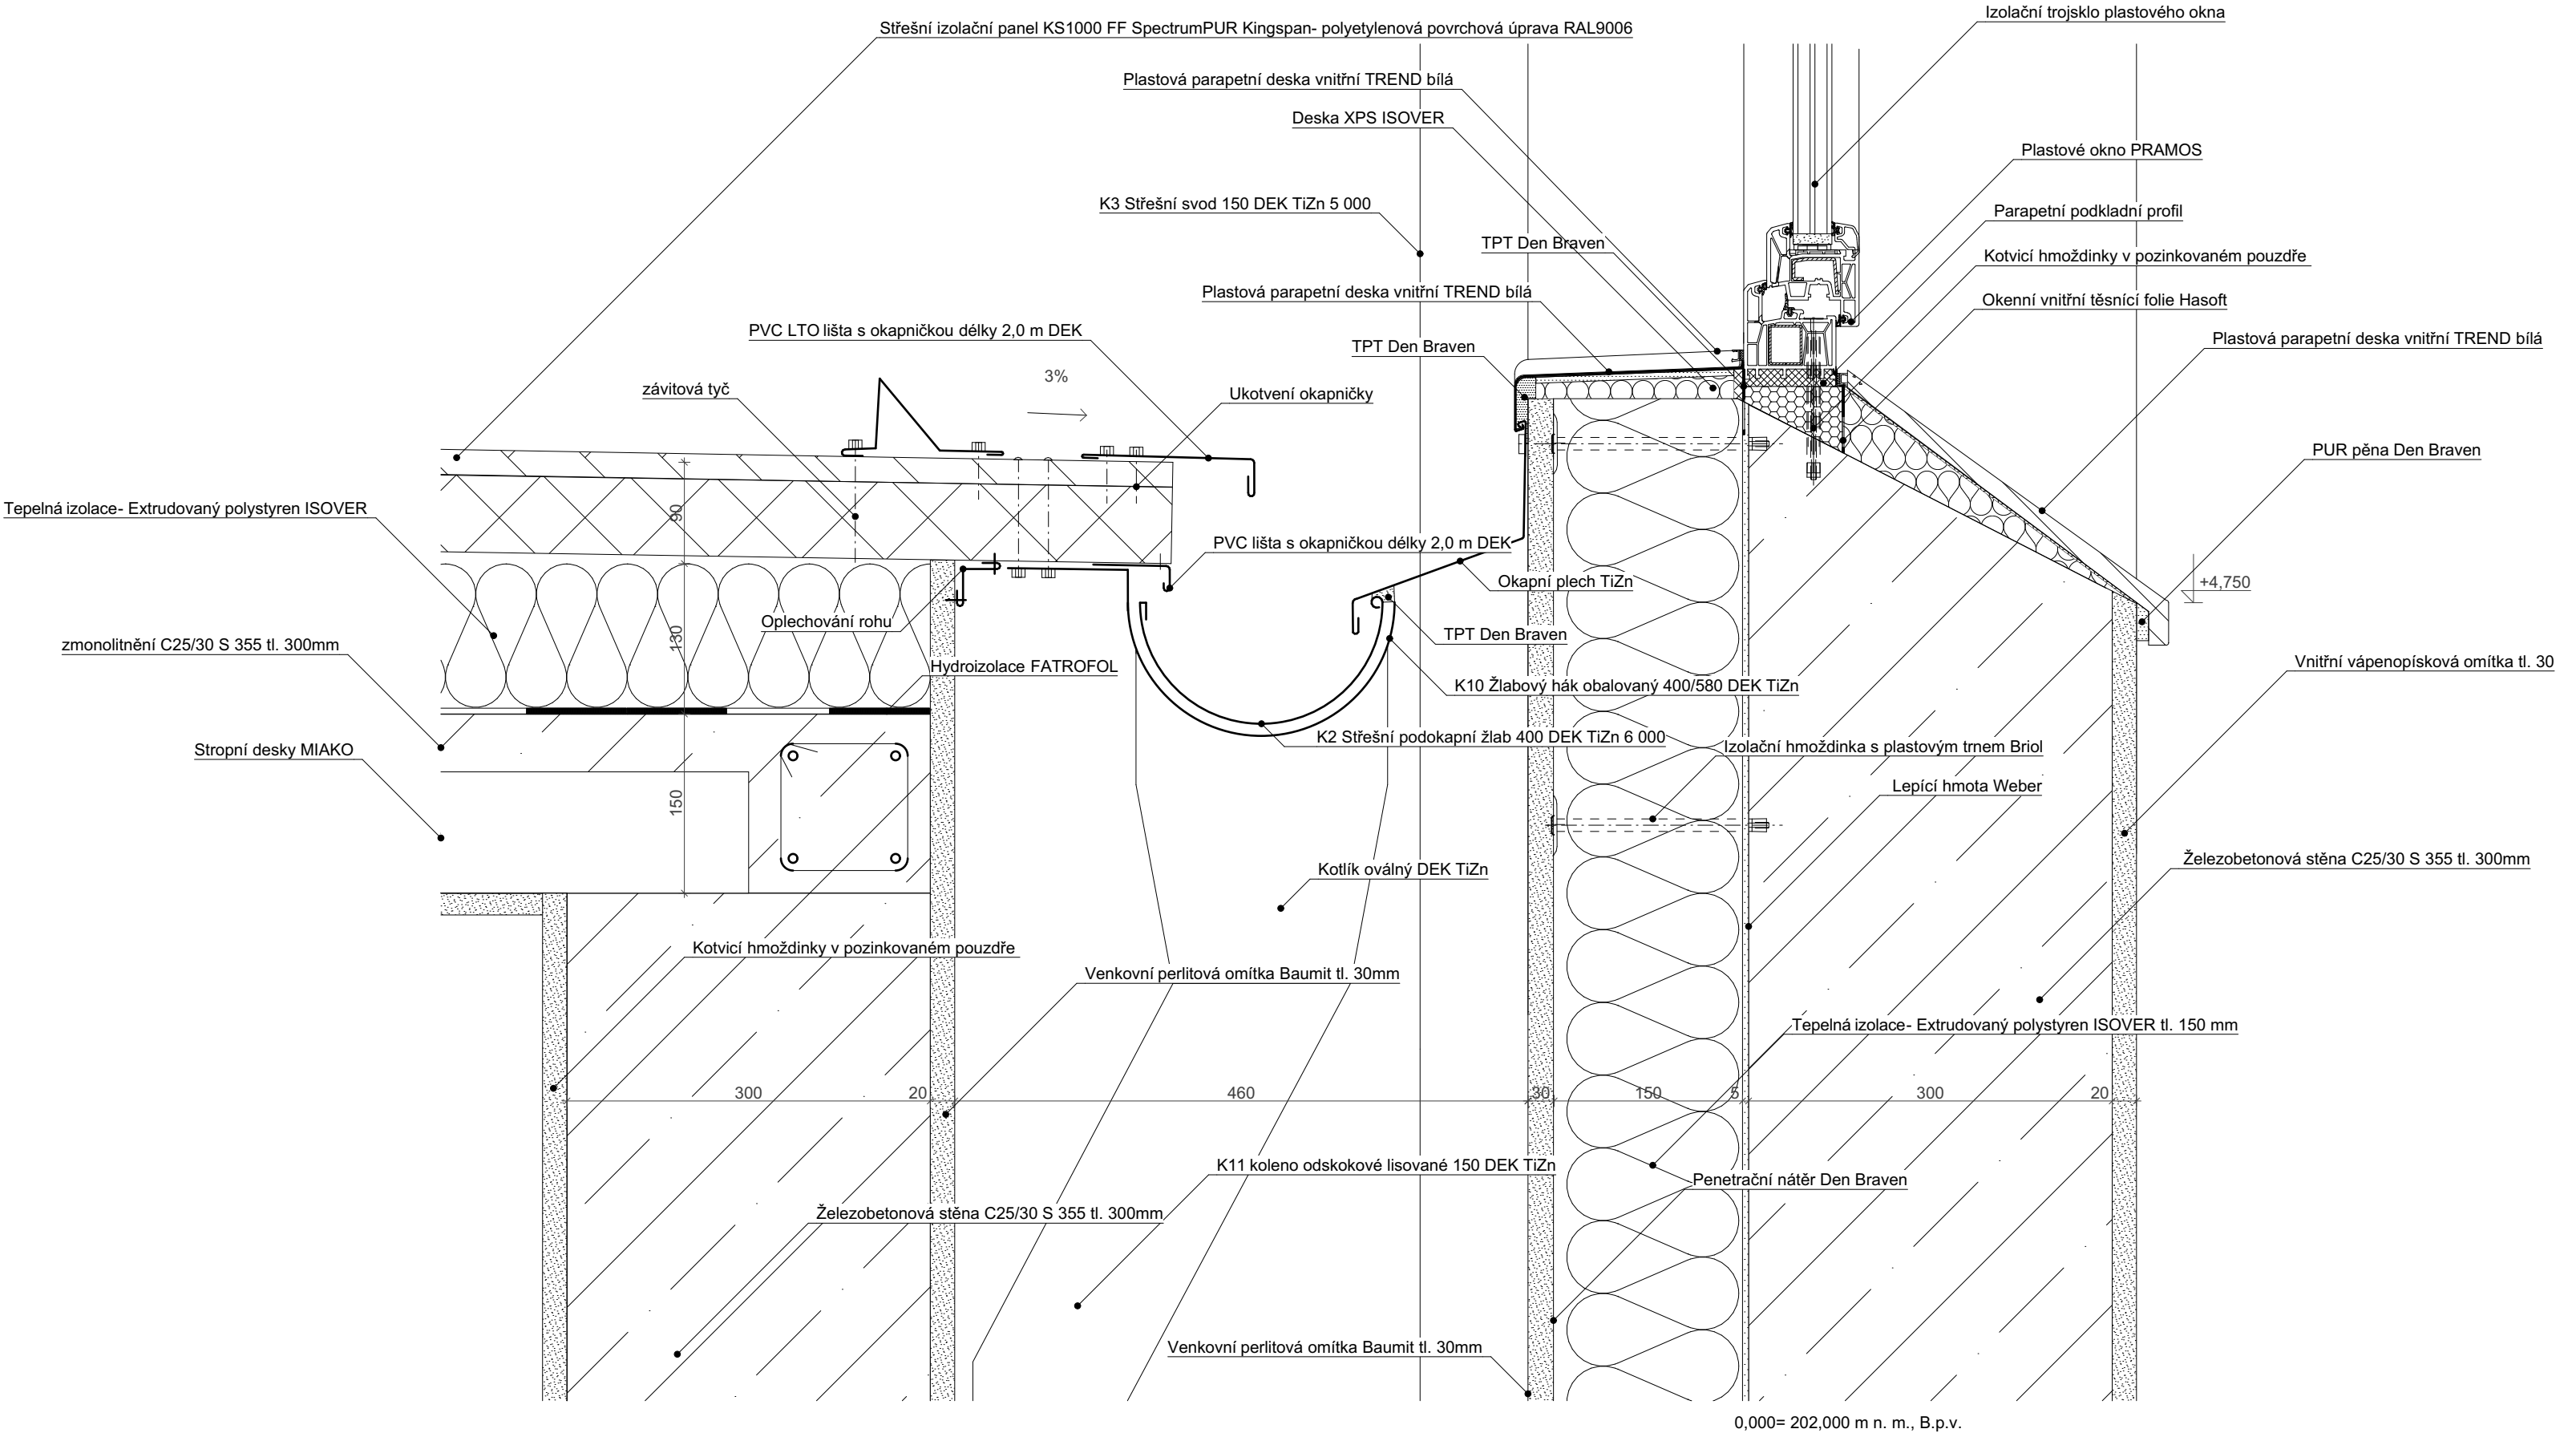 Izolační trojsklo plastového okna
Střešní izolační panel KS1000 FF SpectrumPUR Kingspan- polyetylenová povrchová úprava RAL9006
Plastová parapetní deska vnitřní TREND bílá
Deska XPS ISOVER
Plastové okno PRAMOS
K3 Střešní svod 150 DEK TiZn 5 000
Parapetní podkladní profil
TPT Den Braven
Kotvicí hmoždinky v pozinkovaném pouzdře
Plastová parapetní deska vnitřní TREND bílá
Okenní vnitřní těsnící folie Hasoft
PVC LTO lišta s okapničkou délky 2,0 m DEK
Plastová parapetní deska vnitřní TREND bílá
TPT Den Braven
3%
závitová tyč
Ukotvení okapničky
PUR pěna Den Braven
Tepelná izolace- Extrudovaný polystyren ISOVER
90
PVC lišta s okapničkou délky 2,0 m DEK
Okapní plech TiZn
+4,750
Oplechování rohu
TPT Den Braven
130
zmonolitnění C25/30 S 355 tl. 300mm
Hydroizolace FATROFOL
Vnitřní vápenopísková omítka tl. 30
K10 Žlabový hák obalovaný 400/580 DEK TiZn
K2 Střešní podokapní žlab 400 DEK TiZn 6 000
Stropní desky MIAKO
Izolační hmoždinka s plastovým trnem Briol
Lepící hmota Weber
150
Železobetonová stěna C25/30 S 355 tl. 300mm
Kotlík oválný DEK TiZn
Kotvicí hmoždinky v pozinkovaném pouzdře
Venkovní perlitová omítka Baumit tl. 30mm
Tepelná izolace- Extrudovaný polystyren ISOVER tl. 150 mm
300 20 460 30 150 5 300 20
K11 koleno odskokové lisované 150 DEK TiZn
Penetrační nátěr Den Braven
Železobetonová stěna C25/30 S 355 tl. 300mm
Venkovní perlitová omítka Baumit tl. 30mm
0,000= 202,000 m n. m., B.p.v.